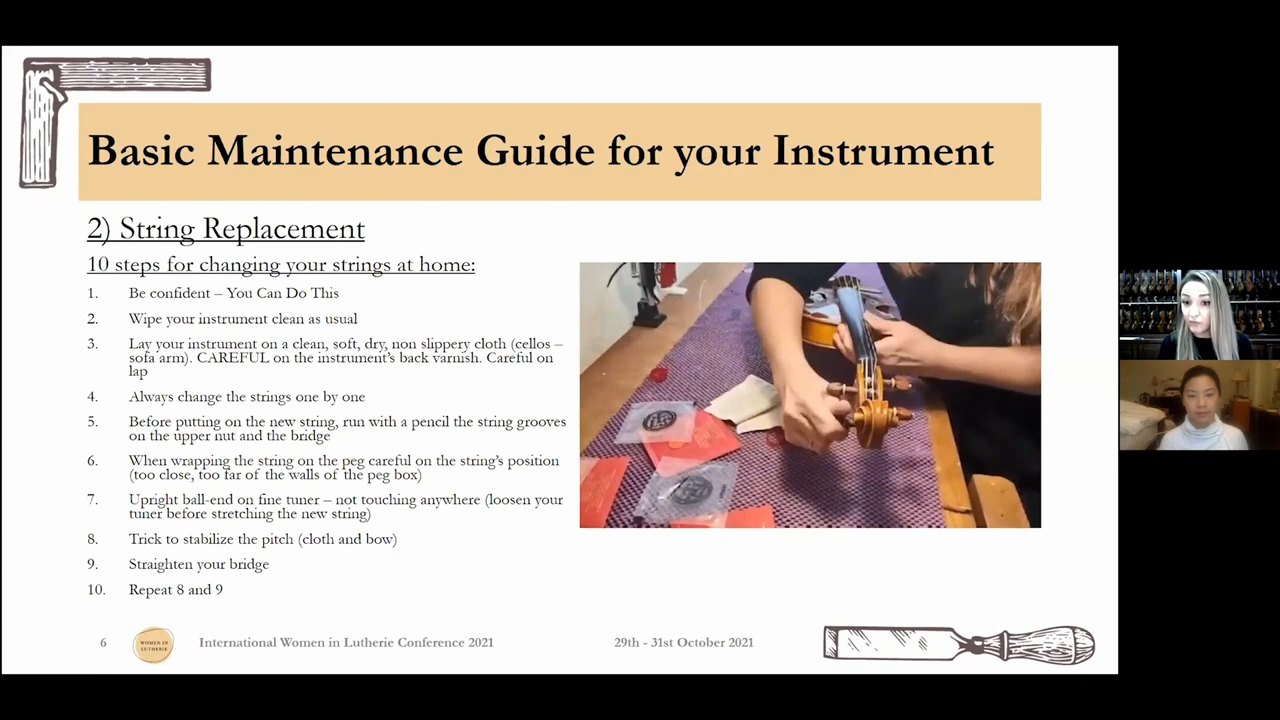 Basic Maintenance Guide for your Instrument
2) String Replacement
10 steps for changing your strings at home:
1. Be confident – You Can Do This
2. Wipe your instrument clean as usual
3. Lay your instrument on a clean, soft, dry, non slippery cloth (cellos –
sofa arm). CAREFUL on the instrument's back varnish. Careful on
lap
4. Always change the strings one by one
5. Before putting on the new string, run with a pencil the string grooves
on the upper nut and the bridge
6. When wrapping the string on the peg careful on the string's position
(too close, too far of the walls of the peg box)
7. Upright ball-end on fine tuner – not touching anywhere (loosen your
tuner before stretching the new string)
8. Trick to stabilize the pitch (cloth and bow)
9. Straighten your bridge
10. Repeat 8 and 9
6
WOMEN IN
LUTHERIE
International Women in Lutherie Conference 2021
29th - 31st October 2021